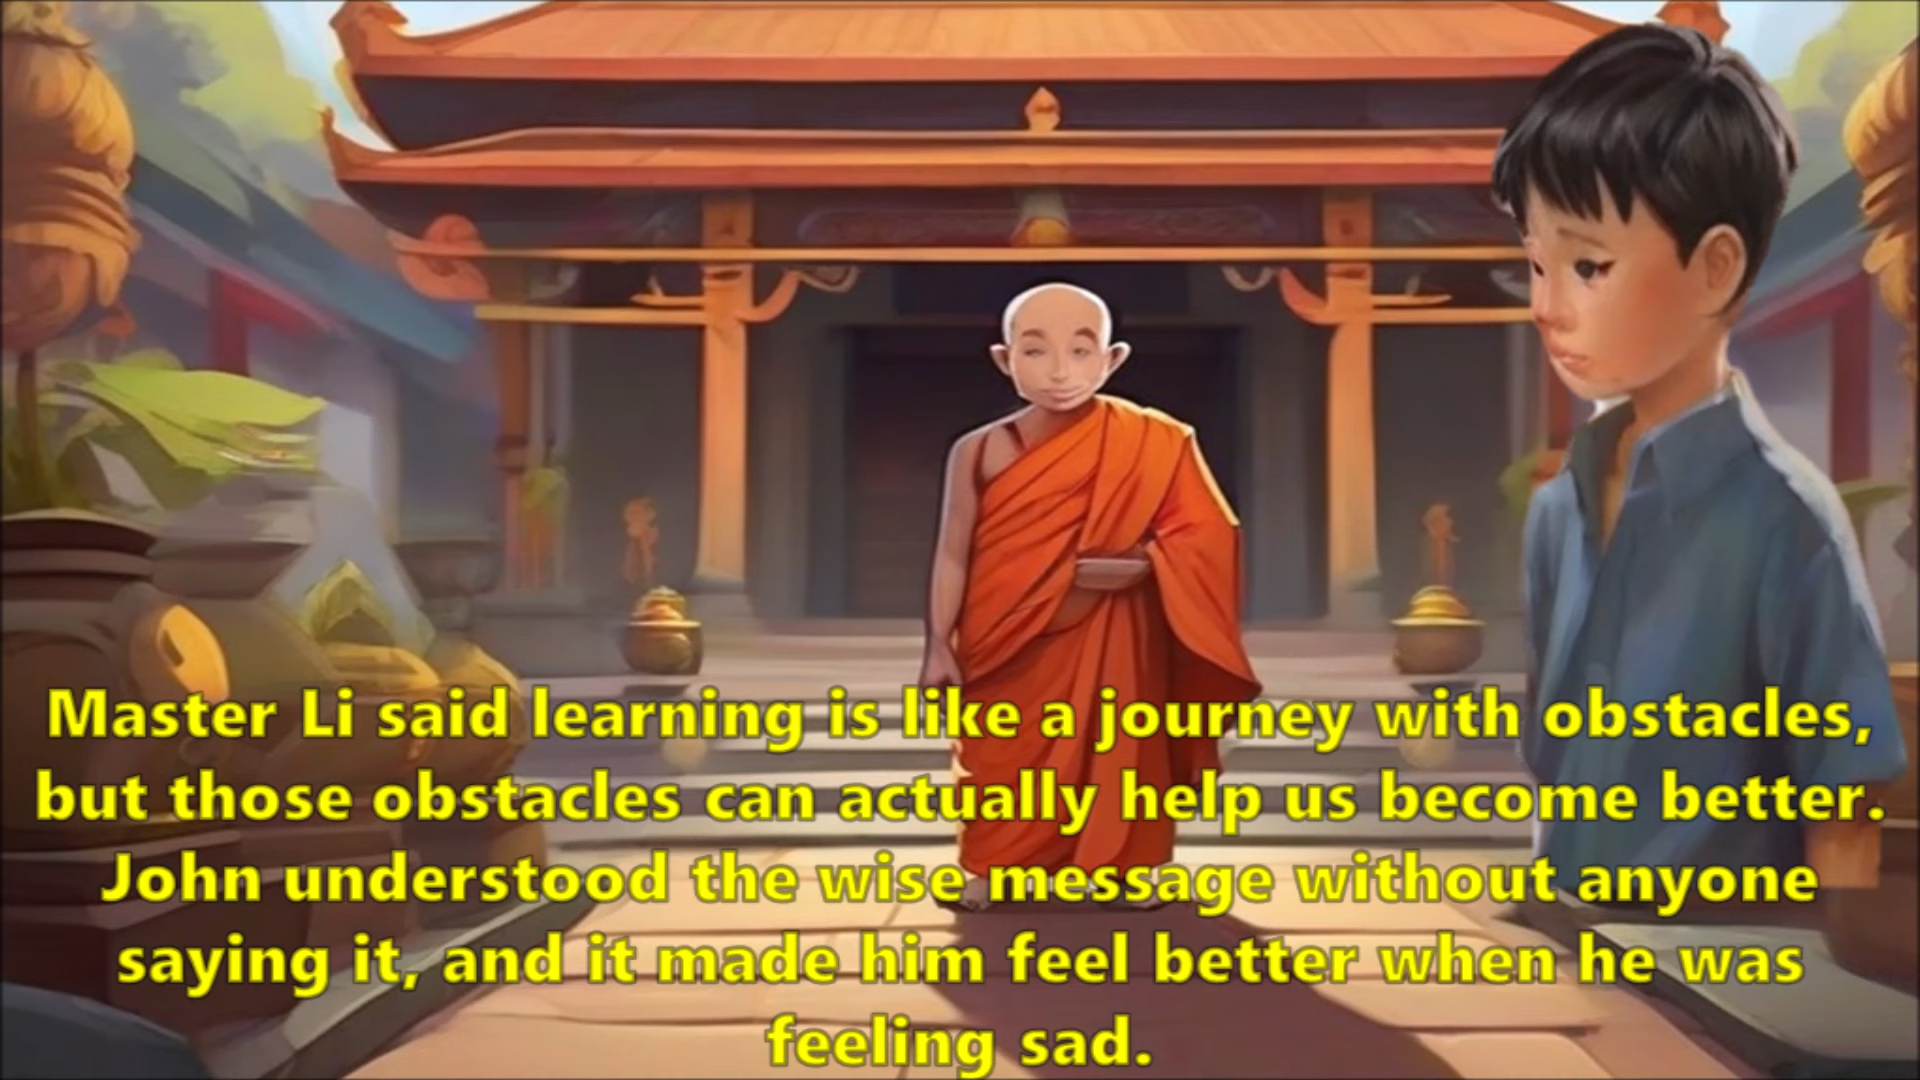 Master Li said learning is like a journey with obstacles,
but those obstacles can actually help us become better.
John understood the wise message without anyone
saying it, and it made him feel better when he was
feeling sad.